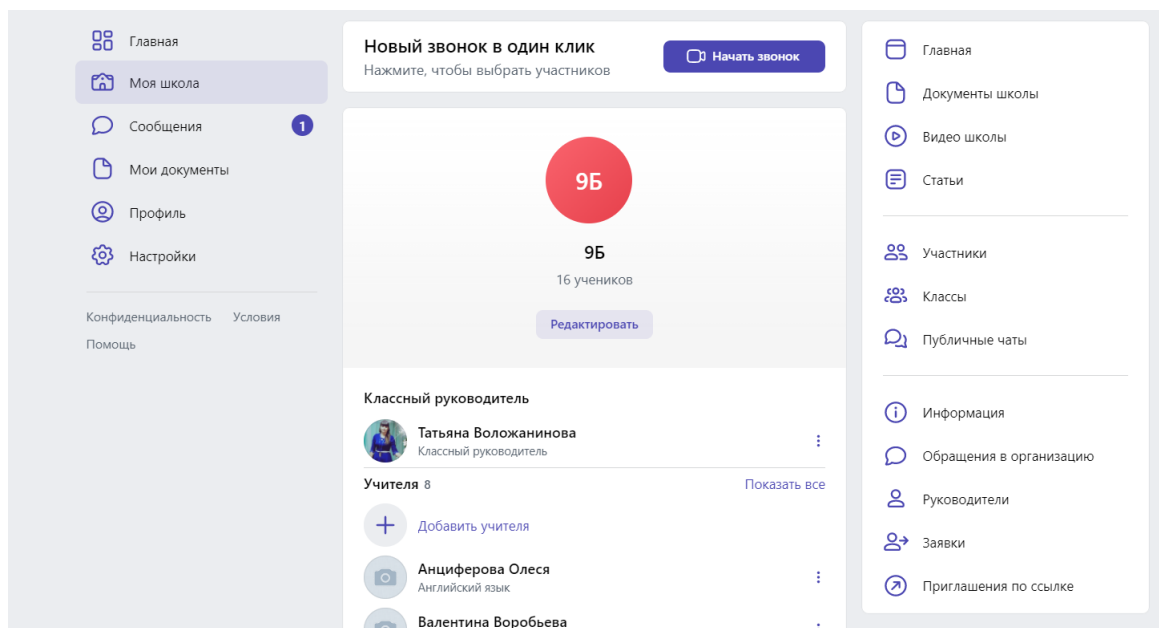 Главная
Моя школа
Сообщения
1
Мои документы
Профиль
Настройки
Конфиденциальность Условия
Помощь
Новый звонок в один клик
Нажмите, чтобы выбрать участников
Начать звонок
9Б
9Б
16 учеников
Редактировать
Классный руководитель
Татьяна Воложанинова
Классный руководитель
Учителя 8
Показать все
Добавить учителя
Анциферова Олеся
Английский язык
Валентина Воробьева
Главная
Документы школы
Видео школы
Статьи
Участники
Классы
Публичные чаты
Информация
Обращения в организацию
Руководители
Заявки
Приглашения по ссылке